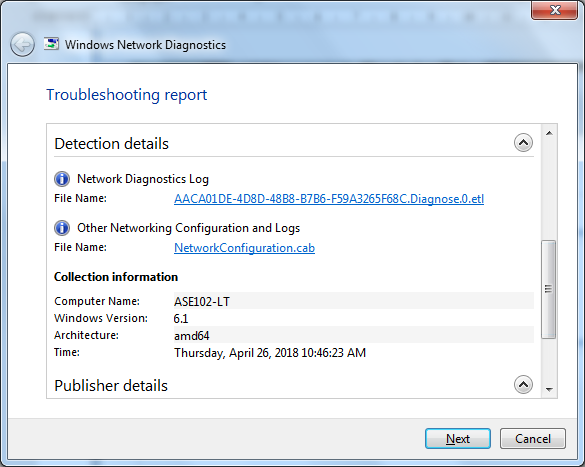 Windows Network Diagnostics
Troubleshooting report
Detection details
Network Diagnostics Log
File Name: AACA01DE-4D8D-48B8-B7B6-F59A3265F68C.Diagnose.0.etl
Other Networking Configuration and Logs
File Name: NetworkConfiguration.cab
Collection information
Computer Name: ASE102-LT
Windows Version: 6.1
Architecture: amd64
Time: Thursday, April 26, 2018 10:46:23 AM
Publisher details
Next Cancel